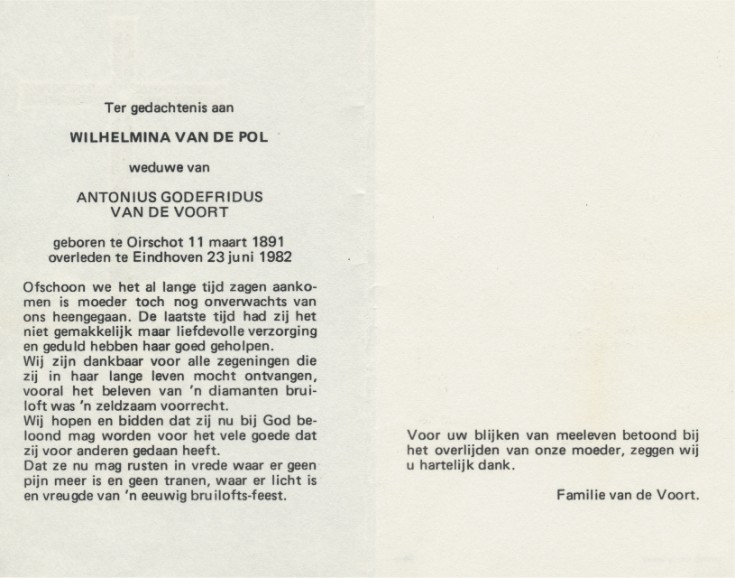 Ter gedachtenis aan
WILHELMINA VAN DE POL
weduwe van
ANTONIUS GODEFRIDUS
VAN DE VOORT
geboren te Oirschot 11 maart 1891
overleden te Eindhoven 23 juni 1982
Ofschoon we het al lange tijd zagen aanko-
men is moeder toch nog onverwachts van
ons heengegaan. De laatste tijd had zij het
niet gemakkelijk maar liefdevolle verzorging
en geduld hebben haar goed geholpen.
Wij zijn dankbaar voor alle zegeningen die
zij in haar lange leven mocht ontvangen,
vooral het beleven van 'n diamanten brui-
loft was 'n zeldzaam voorrecht.
Wij hopen en bidden dat zij nu bij God be-
loond mag worden voor het vele goede dat
zij voor anderen gedaan heeft.
Dat ze nu mag rusten in vrede waar er geen
pijn meer is en geen tranen, waar er licht is
en vreugde van 'n eeuwig bruilofts-feest.
Voor uw blijken van meeleven betoond bij
het overlijden van onze moeder, zeggen wij
u hartelijk dank.
Familie van de Voort.